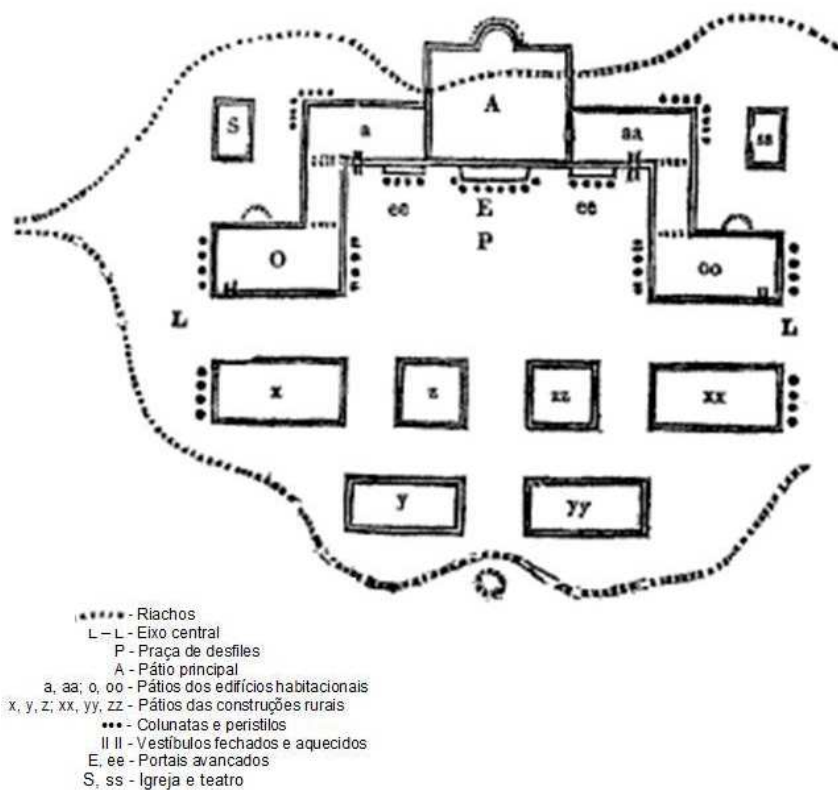 A
S
a
aa
ss
ee
E
ee
P
O
oo
L
L
x
z
zz
xx
y
yy
- Riachos
L – L - Eixo central
P - Praça de desfiles
A - Pátio principal
a, aa; o, oo - Pátios dos edifícios habitacionais
x, y, z; xx, yy, zz - Pátios das construções rurais
••• - Colunatas e peristilos
II II - Vestíbulos fechados e aquecidos
E, ee - Portais avançados
S, ss - Igreja e teatro